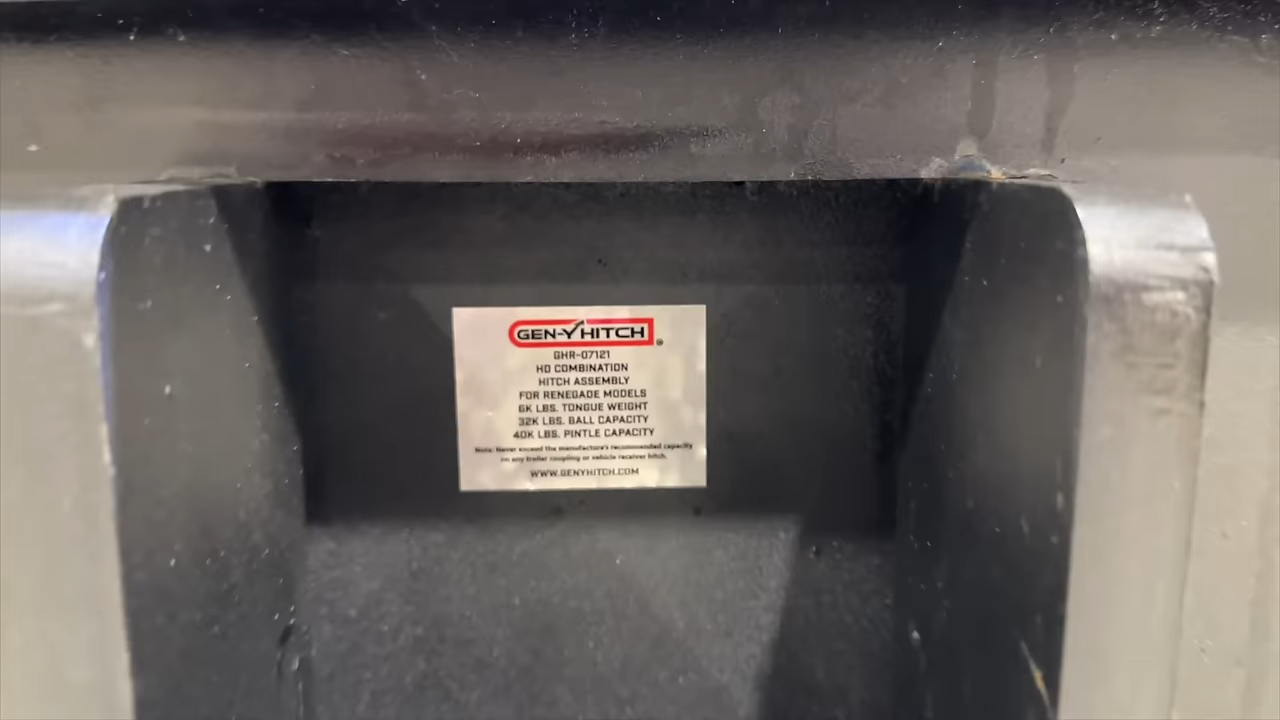 GEN-Y HITCH®
GHR-07121
HD COMBINATION
HITCH ASSEMBLY
FOR RENEGADE MODELS
6K LBS. TONGUE WEIGHT
32K LBS. BALL CAPACITY
40K LBS. PINTLE CAPACITY
Note: Never exceed the manufacture's recommended capacity
on any trailer coupling or vehicle receiver hitch.
WWW.GENYHITCH.COM